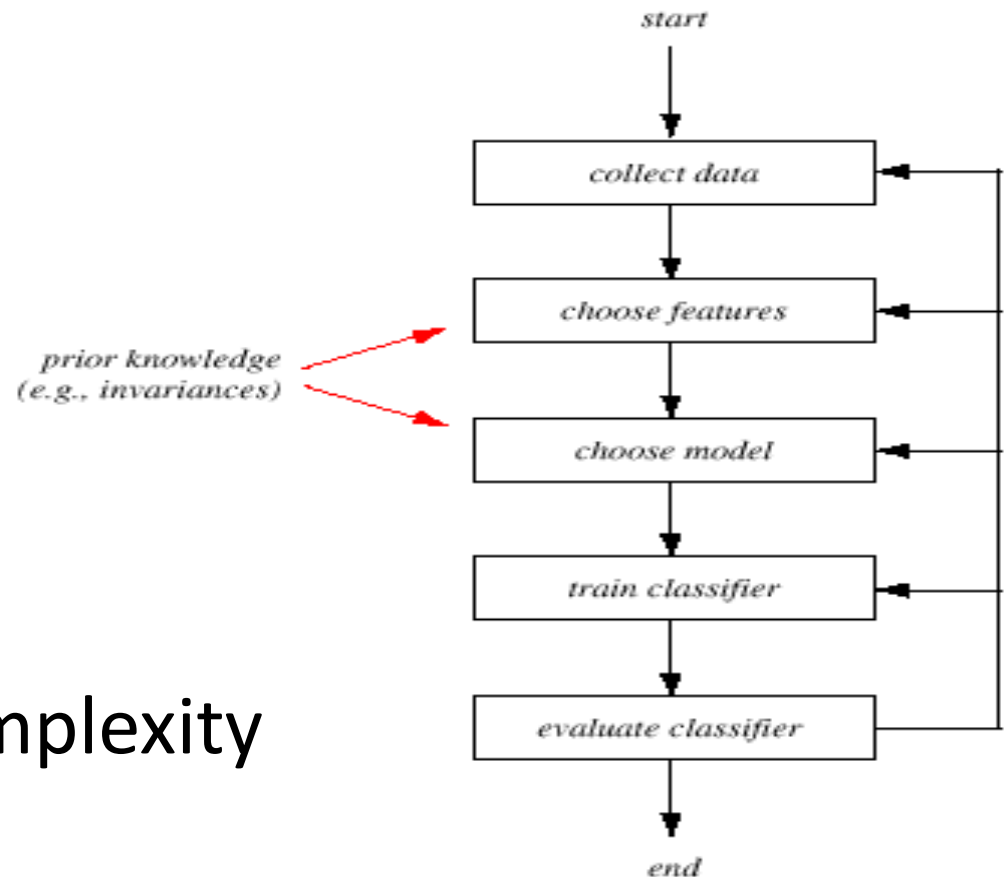 start
collect data
choose features
prior knowledge
(e.g., invariances)
choose model
train classifier
mplexity
evaluate classifier
end